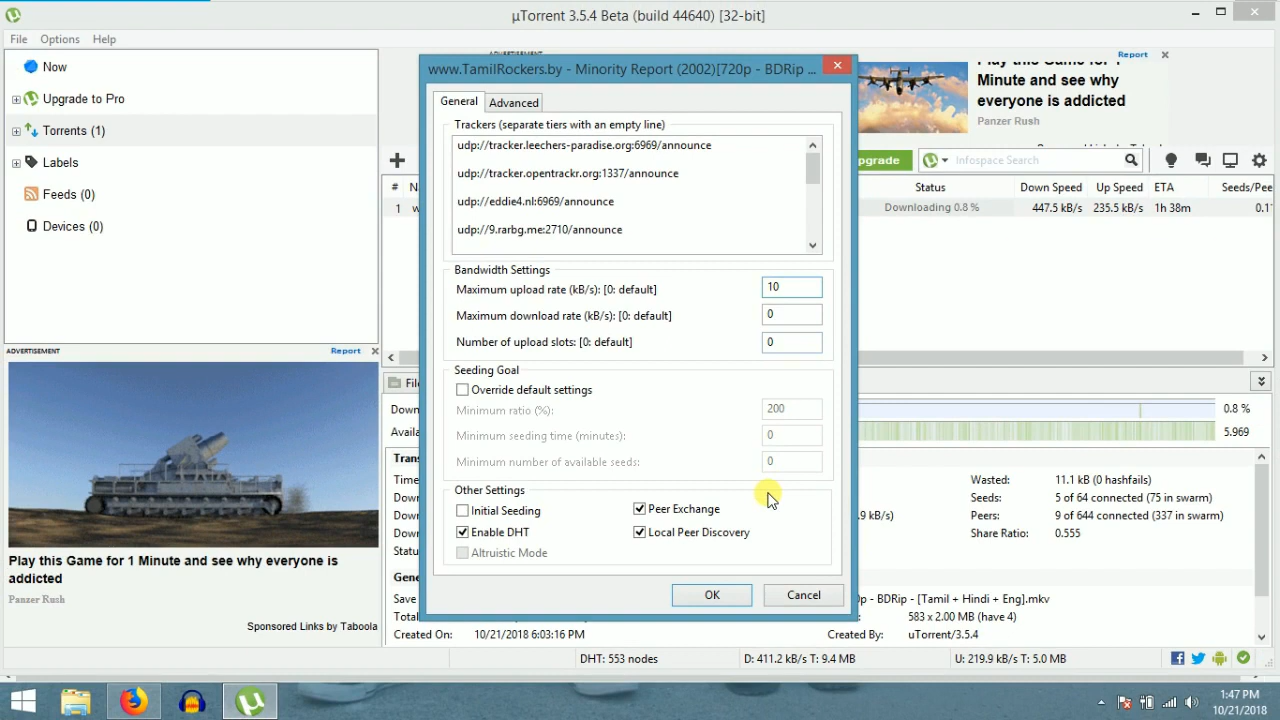 µTorrent 3.5.4 Beta (build 44640) [32-bit]
File Options Help
Now
Upgrade to Pro
Torrents (1)
Labels
Feeds (0)
Devices (0)
ADVERTISEMENT Report
Play this Game for 1 Minute and see why everyone is
addicted
Panzer Rush
Sponsored Links by Taboola
www.TamilRockers.by - Minority Report (2002)[720p - BDRip ...
General Advanced
Trackers (separate tiers with an empty line)
udp://tracker.leechers-paradise.org:6969/announce
udp://tracker.opentrackr.org:1337/announce
udp://eddie4.nl:6969/announce
udp://9.rarbg.me:2710/announce
Bandwidth Settings
Maximum upload rate (kB/s): [0: default] 10
Maximum download rate (kB/s): [0: default] 0
Number of upload slots: [0: default] 0
Seeding Goal
Override default settings
Minimum ratio (%): 200
Minimum seeding time (minutes): 0
Minimum number of available seeds: 0
Other Settings
Initial Seeding Peer Exchange
Enable DHT Local Peer Discovery
Altruistic Mode
OK Cancel
Report
Play this Game for 1
Minute and see why
everyone is addicted
Panzer Rush
Infospace Search
# Status Down Speed Up Speed ETA Seeds/Pee
1 Downloading 0.8 % 447.5 kB/s 235.5 kB/s 1h 38m
0.8 %
5.969
Wasted: 11.1 kB (0 hashfails)
Seeds: 5 of 64 connected (75 in swarm)
Peers: 9 of 644 connected (337 in swarm)
Share Ratio: 0.555
BDRip - [Tamil + Hindi + Eng].mkv
583 x 2.00 MB (have 4)
Created On: 10/21/2018 6:03:16 PM Created By: uTorrent/3.5.4
DHT: 553 nodes D: 411.2 kB/s T: 9.4 MB U: 219.9 kB/s T: 5.0 MB
1:47 PM
10/21/2018